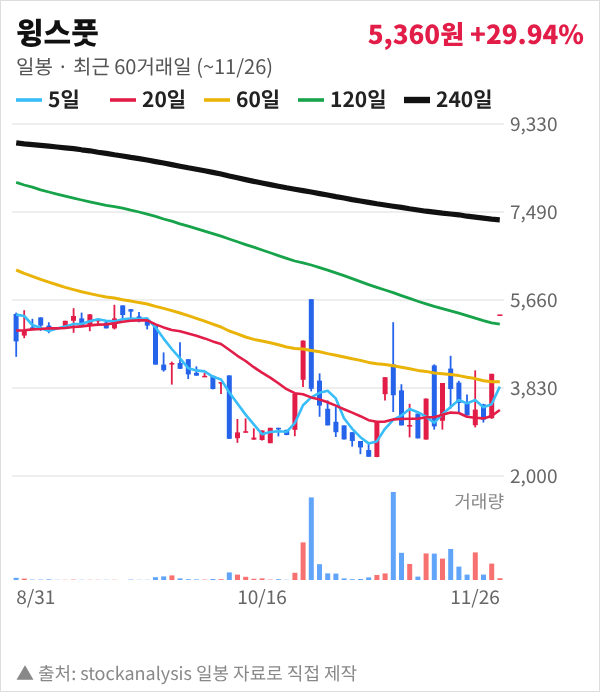 윙스풋
5,360원 +29.94%
일봉 · 최근 60거래일 (~11/26)
5일 20일 60일 120일 240일
9,330
7,490
5,660
3,830
2,000
거래량
8/31 10/16 11/26
▲ 출처: stockanalysis 일봉 자료로 직접 제작